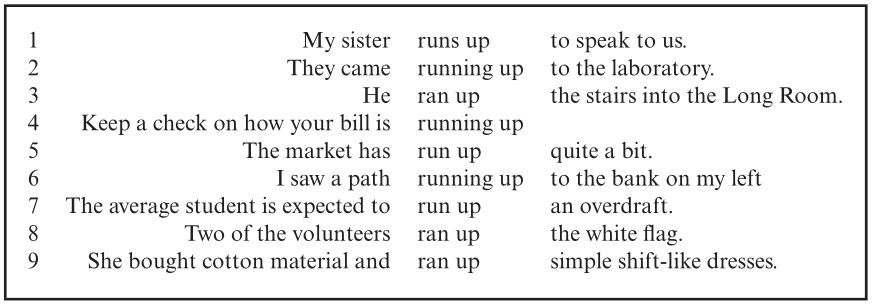 1 My sister runs up to speak to us.
2 They came running up to the laboratory.
3 He ran up the stairs into the Long Room.
4 Keep a check on how your bill is running up
5 The market has run up quite a bit.
6 I saw a path running up to the bank on my left
7 The average student is expected to run up an overdraft.
8 Two of the volunteers ran up the white flag.
9 She bought cotton material and ran up simple shift-like dresses.